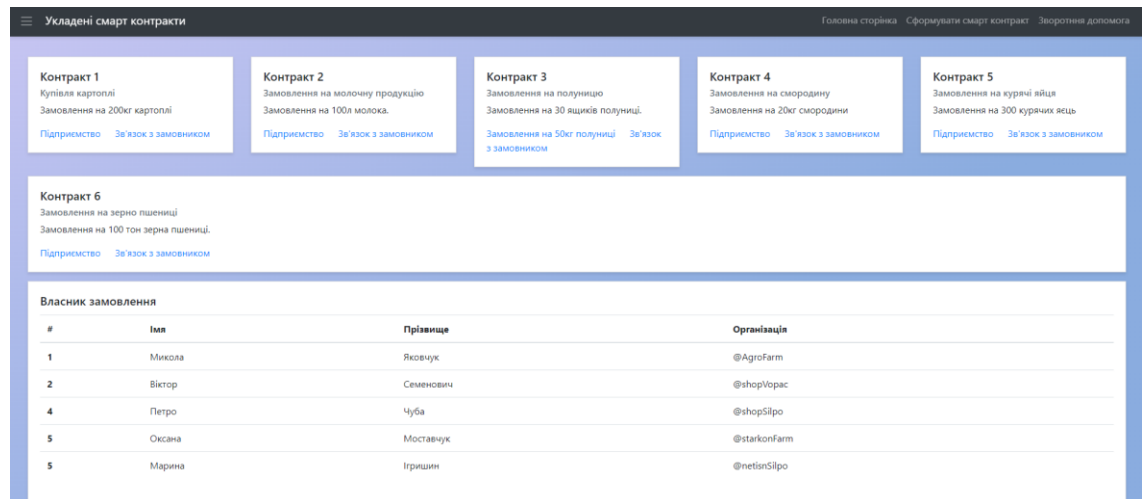 Укладені смарт контракти
Головна сторінка Сформувати смарт контракт Зворотння допомога
Контракт 1
Купівля картоплі
Замовлення на 200кг картоплі
Підприємство Зв'язок з замовником
Контракт 2
Замовлення на молочну продукцію
Замовлення на 100л молока.
Підприємство Зв'язок з замовником
Контракт 3
Замовлення на полуницю
Замовлення на 30 ящиків полуниці.
Замовлення на 50кг полуниці Зв'язок
з замовником
Контракт 4
Замовлення на смородину
Замовлення на 20кг смородини
Підприємство Зв'язок з замовником
Контракт 5
Замовлення на курячі яйця
Замовлення на 300 курячих яєць
Підприємство Зв'язок з замовником
Контракт 6
Замовлення на зерно пшениці
Замовлення на 100 тон зерна пшениці.
Підприємство Зв'язок з замовником
Власник замовлення
# Імя Прізвище Організація
1 Микола Яковчук @AgroFarm
2 Віктор Семенович @shopVopac
4 Петро Чуба @shopSilpo
5 Оксана Моставчук @starkonFarm
5 Марина Ігришин @netisnSilpo